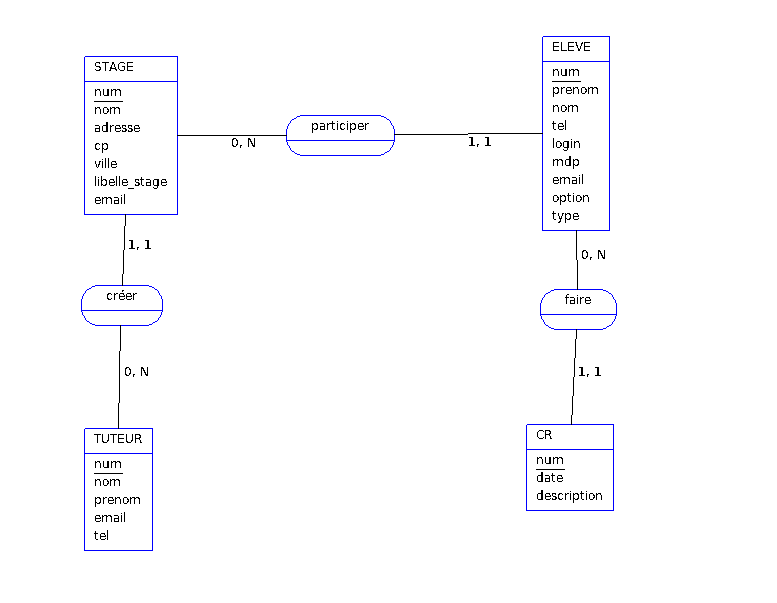 STAGE
num
nom
adresse
cp
ville
libelle_stage
email
0, N
participer
1, 1
ELEVE
num
prenom
nom
tel
login
mdp
email
option
type
1, 1
créer
0, N
TUTEUR
num
nom
prenom
email
tel
0, N
faire
1, 1
CR
num
date
description